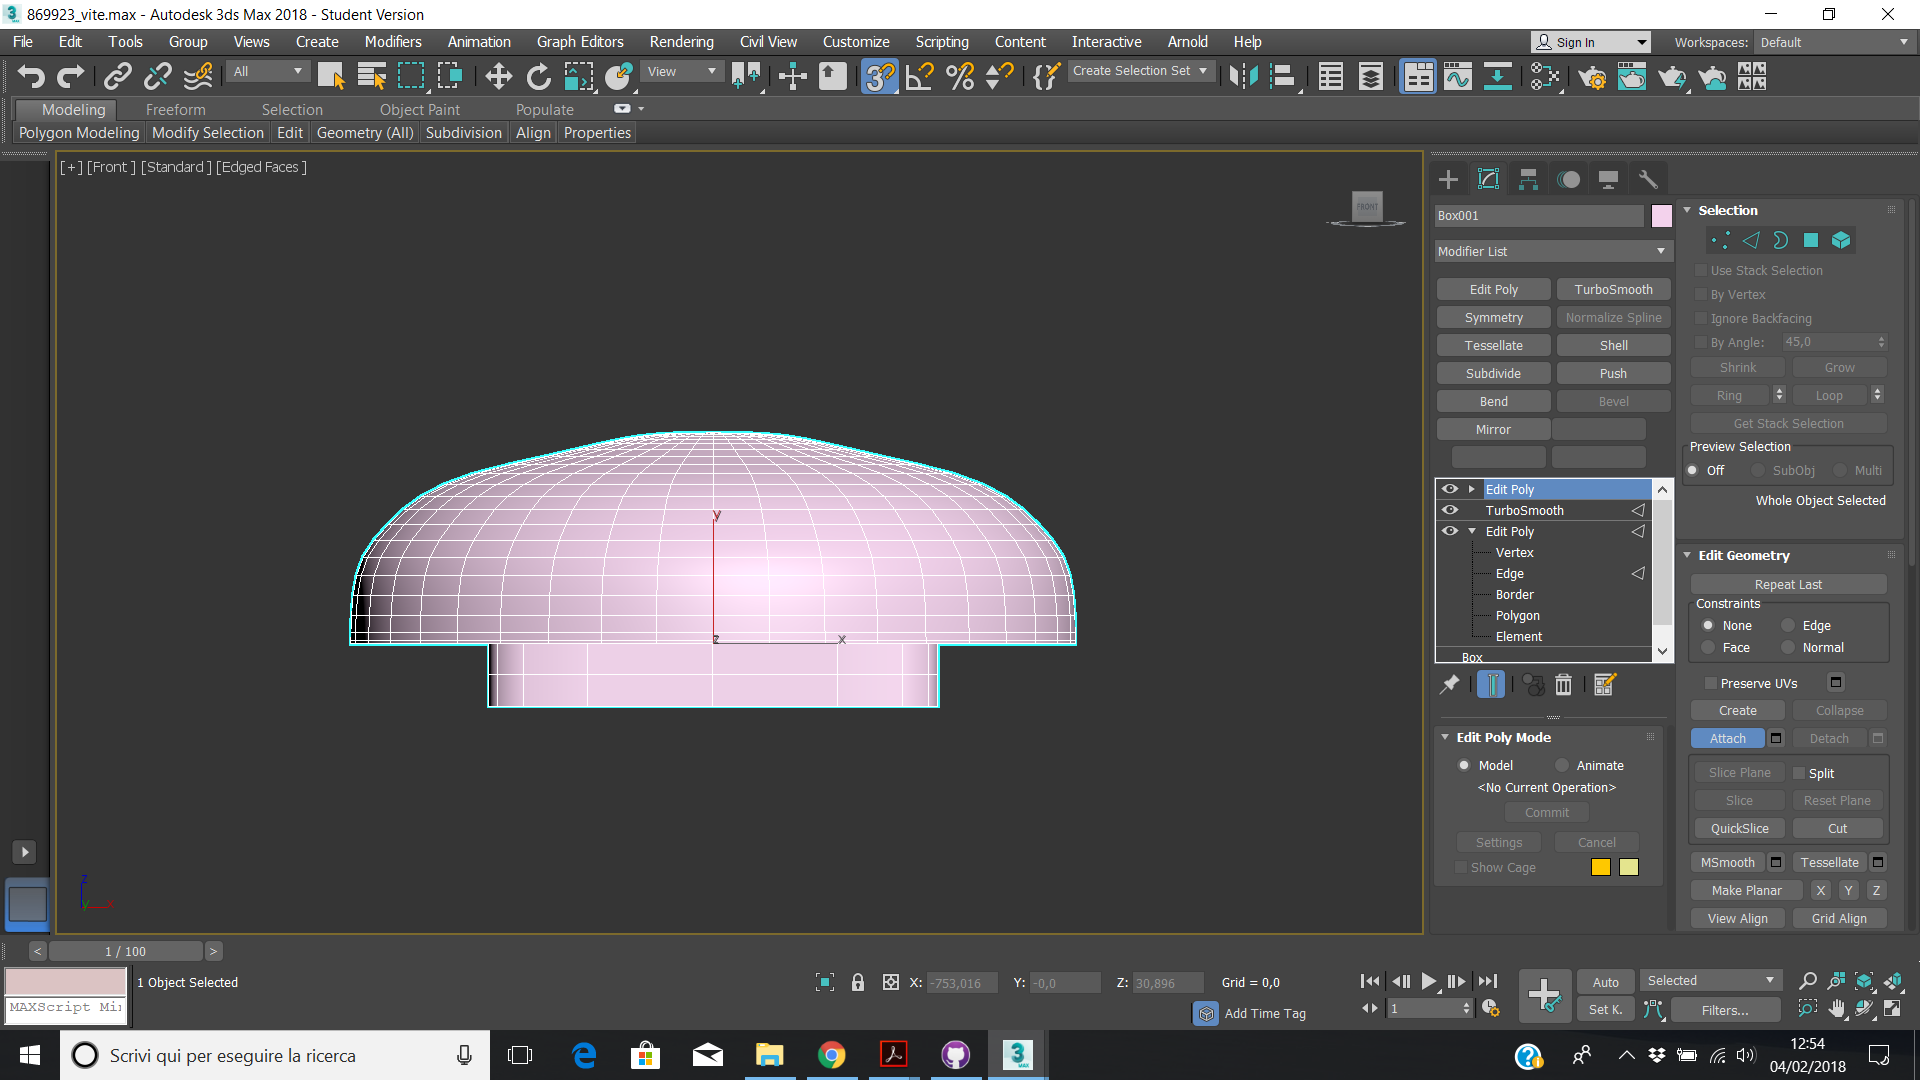 869923_vite.max - Autodesk 3ds Max 2018 - Student Version
File Edit Tools Group Views Create Modifiers Animation Graph Editors Rendering Civil View Customize Scripting Content Interactive Arnold Help
Sign In
Workspaces: Default
All
View
Create Selection Set
Modeling Freeform Selection Object Paint Populate
Polygon Modeling Modify Selection Edit Geometry (All) Subdivision Align Properties
[+] [Front ] [Standard ] [Edged Faces ]
FRONT
y
z
x
z
y
x
Box001
Modifier List
Edit Poly TurboSmooth
Symmetry Normalize Spline
Tessellate Shell
Subdivide Push
Bend Bevel
Mirror
Edit Poly
TurboSmooth
Edit Poly
Vertex
Edge
Border
Polygon
Element
Box
Edit Poly Mode
Model Animate
<No Current Operation>
Commit
Settings Cancel
Show Cage
Selection
Use Stack Selection
By Vertex
Ignore Backfacing
By Angle: 45,0
Shrink Grow
Ring Loop
Get Stack Selection
Preview Selection
Off SubObj Multi
Whole Object Selected
Edit Geometry
Repeat Last
Constraints
None Edge
Face Normal
Preserve UVs
Create Collapse
Attach Detach
Slice Plane Split
Slice Reset Plane
QuickSlice Cut
MSmooth Tessellate
Make Planar X Y Z
View Align Grid Align
< 1 / 100 >
MAXScript Mi
1 Object Selected
X: -753,016 Y: -0,0 Z: 30,896 Grid = 0,0
Add Time Tag
1
Auto Selected
Set K. Filters...
Scrivi qui per eseguire la ricerca
12:54
04/02/2018